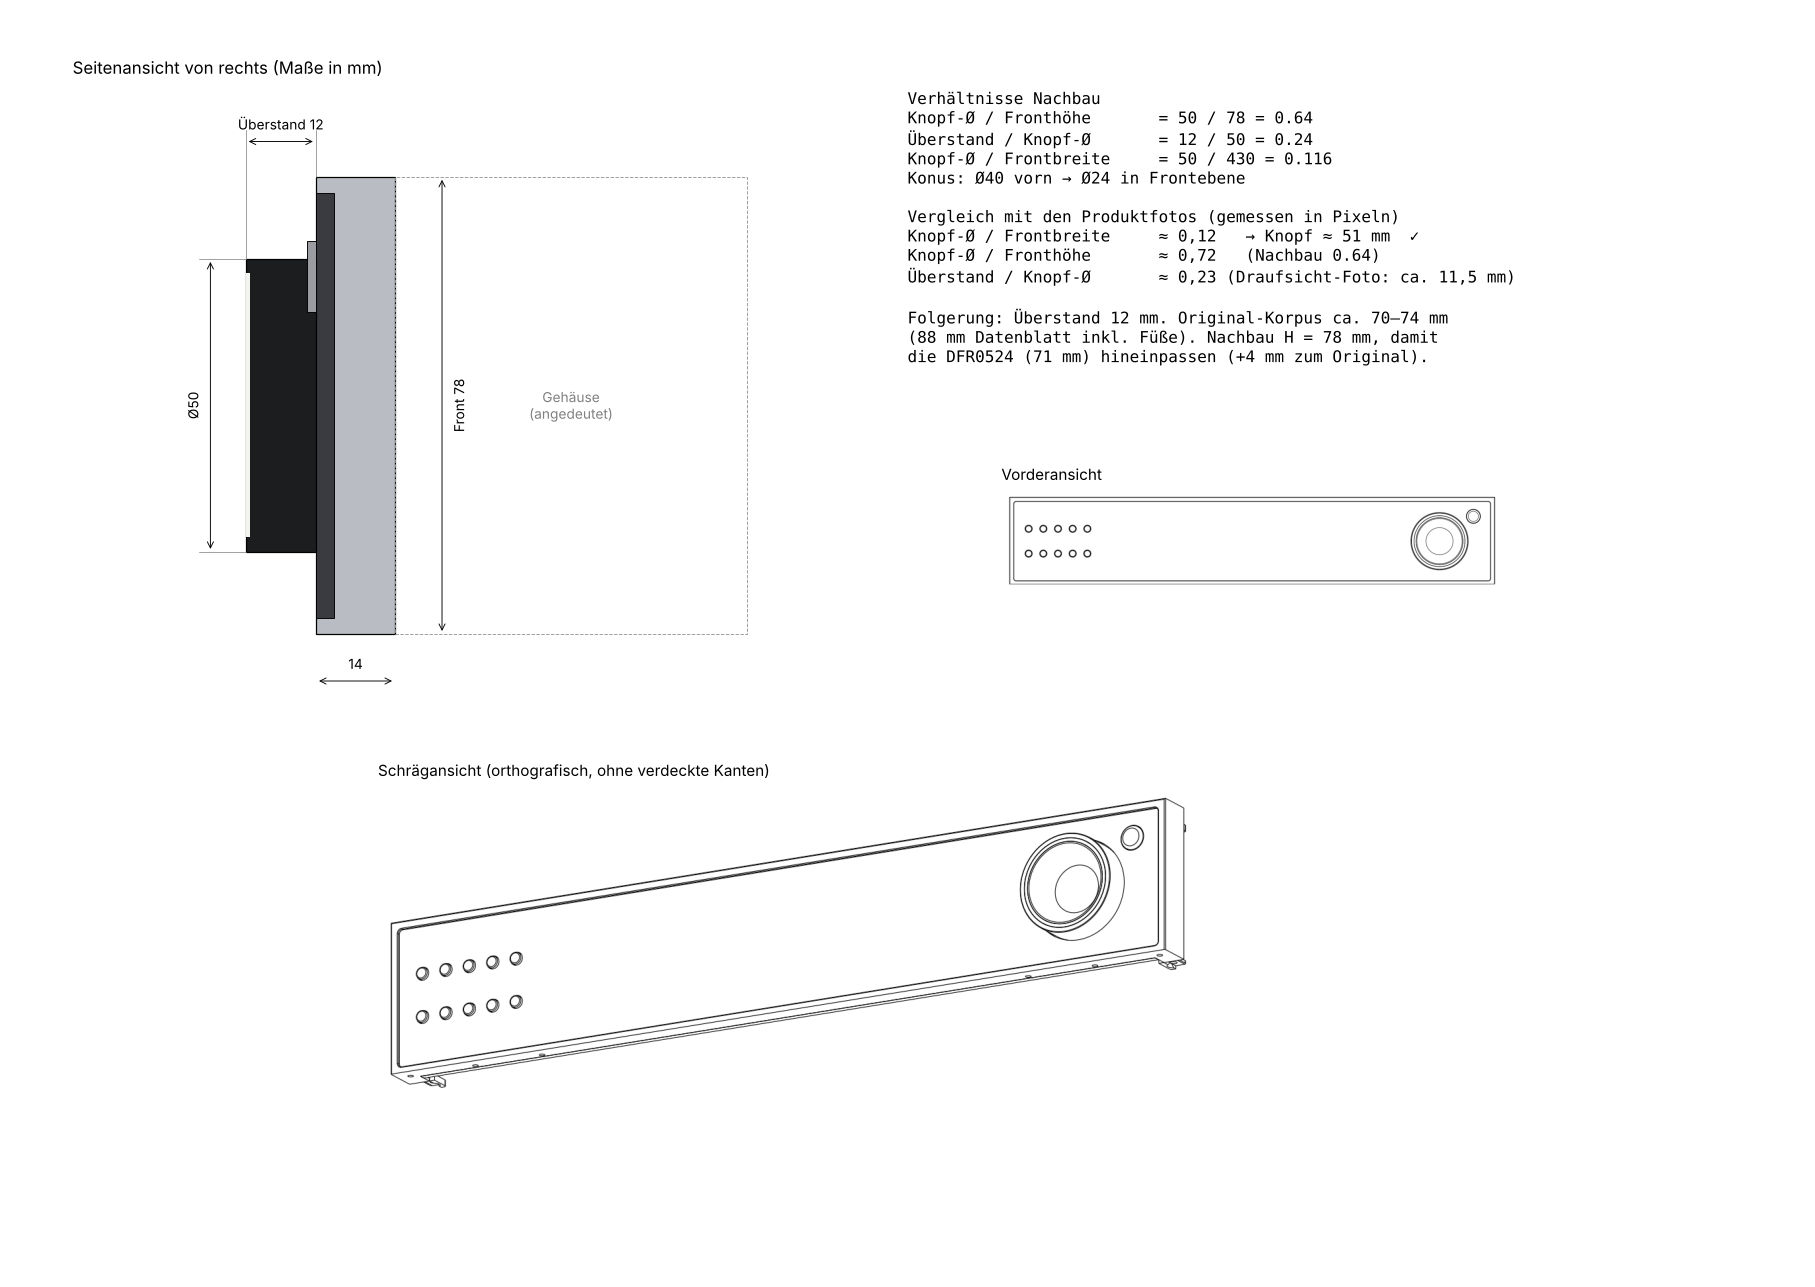 Seitenansicht von rechts (Maße in mm)
Überstand 12
Ø50
Front 78
Gehäuse
(angedeutet)
14
Verhältnisse Nachbau
Knopf-Ø / Fronthöhe = 50 / 78 = 0.64
Überstand / Knopf-Ø = 12 / 50 = 0.24
Knopf-Ø / Frontbreite = 50 / 430 = 0.116
Konus: Ø40 vorn → Ø24 in Frontebene
Vergleich mit den Produktfotos (gemessen in Pixeln)
Knopf-Ø / Frontbreite ≈ 0,12 → Knopf ≈ 51 mm ✓
Knopf-Ø / Fronthöhe ≈ 0,72 (Nachbau 0.64)
Überstand / Knopf-Ø ≈ 0,23 (Draufsicht-Foto: ca. 11,5 mm)
Folgerung: Überstand 12 mm. Original-Korpus ca. 70–74 mm
(88 mm Datenblatt inkl. Füße). Nachbau H = 78 mm, damit
die DFR0524 (71 mm) hineinpassen (+4 mm zum Original).
Vorderansicht
Schrägansicht (orthografisch, ohne verdeckte Kanten)